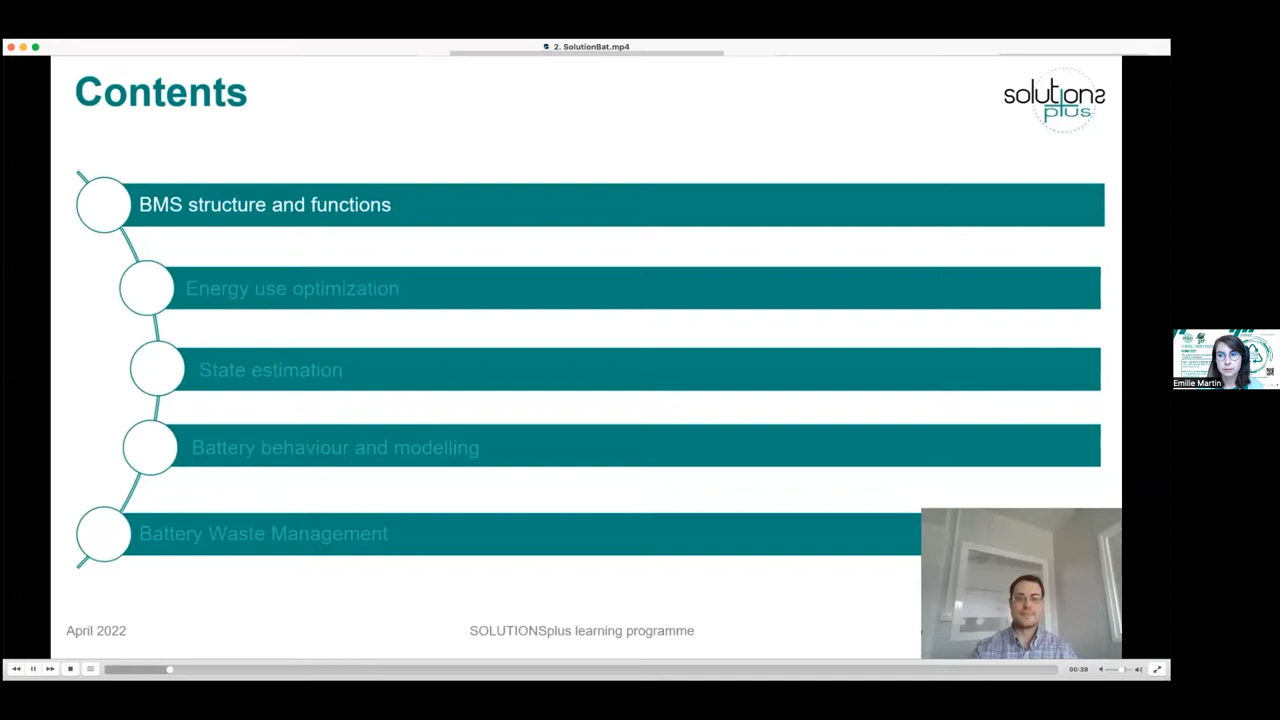 2. SolutionBat.mp4
Contents
solutions
plus
BMS structure and functions
Energy use optimization
State estimation
Battery behaviour and modelling
Battery Waste Management
April 2022
SOLUTIONSplus learning programme
00:39
Emilie Martin